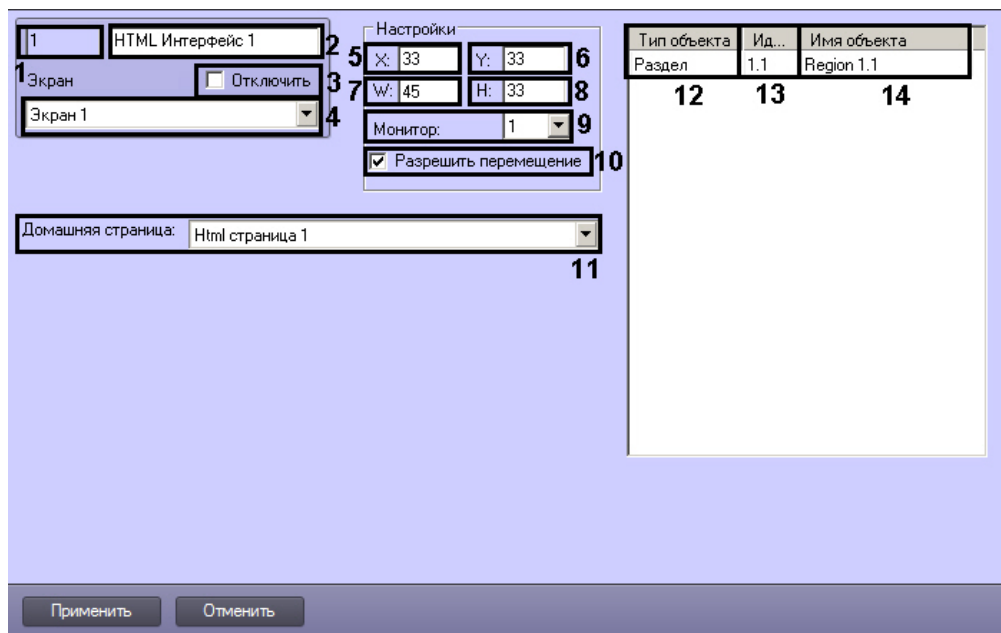 1 HTML Интерфейс 1 2
1 Экран Отключить 3
Экран 1 4
Настройки
5 X: 33 Y: 33 6
7 W: 45 H: 33 8
Монитор: 1 9
Разрешить перемещение 10
Домашняя страница: Html страница 1
11
Тип объекта Ид... Имя объекта
Раздел 1.1 Region 1.1
12 13 14
Применить Отменить